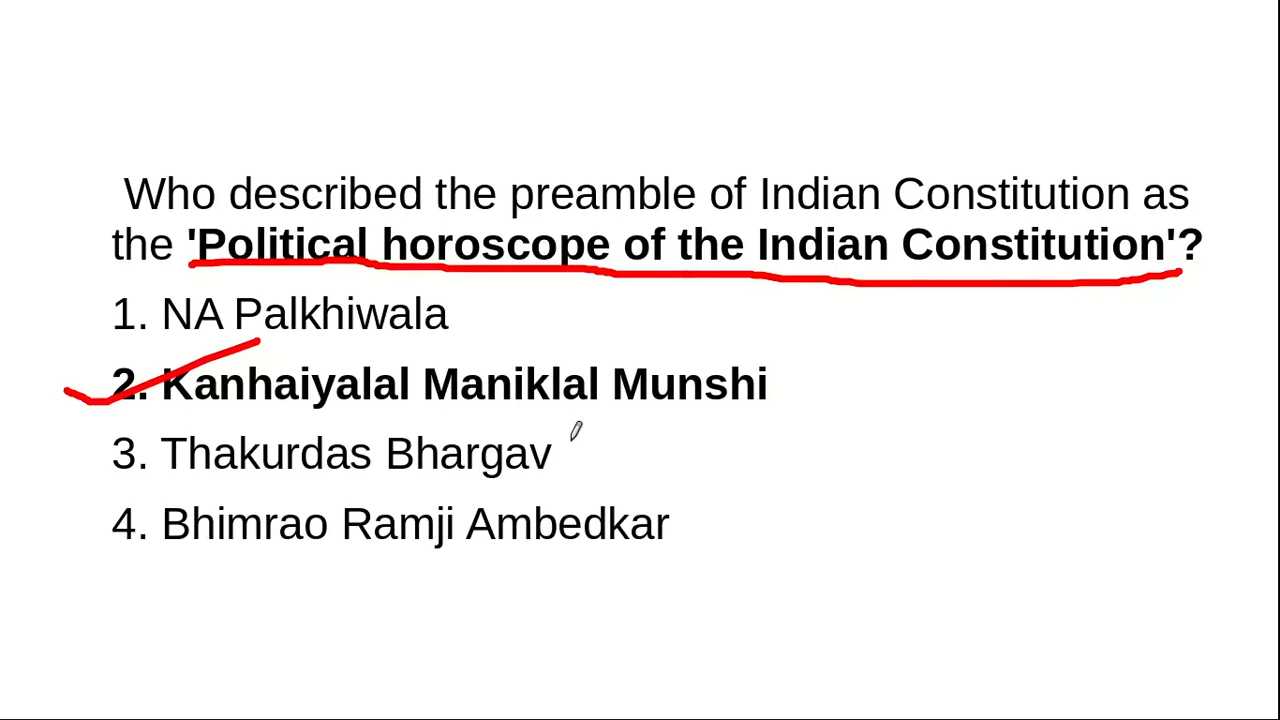 Who described the preamble of Indian Constitution as
the 'Political horoscope of the Indian Constitution'?
1. NA Palkhiwala
2. Kanhaiyalal Maniklal Munshi
3. Thakurdas Bhargav
4. Bhimrao Ramji Ambedkar